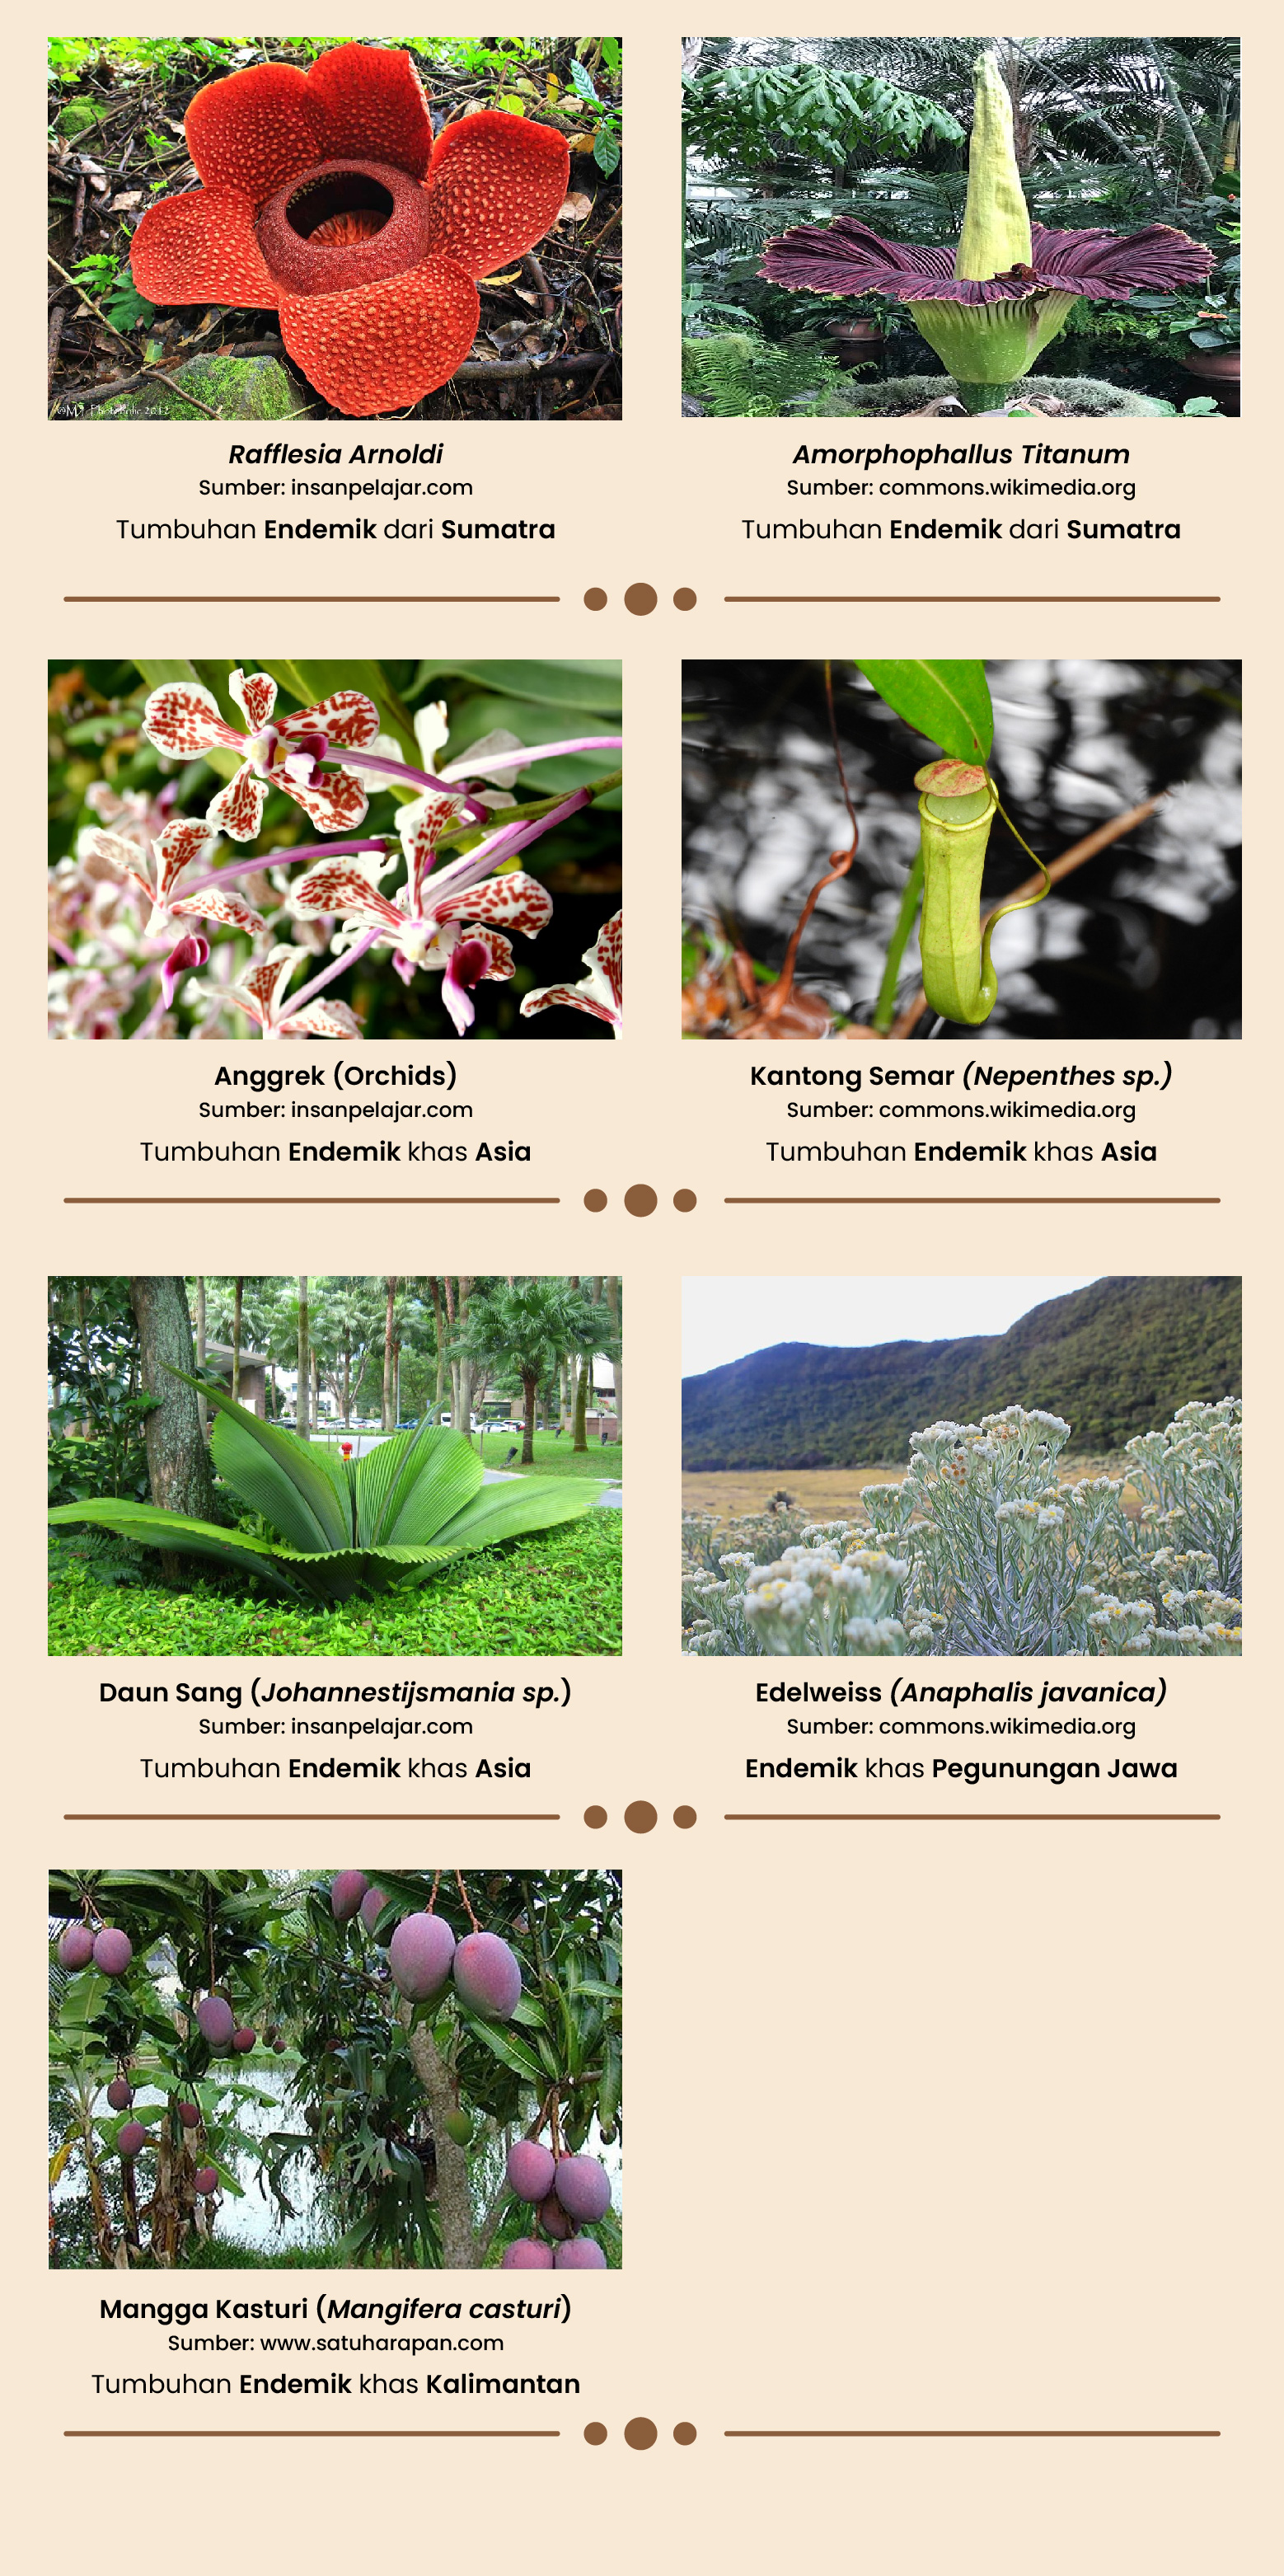 Rafflesia Arnoldi
Sumber: insanpelajar.com
Tumbuhan Endemik dari Sumatra
Amorphophallus Titanum
Sumber: commons.wikimedia.org
Tumbuhan Endemik dari Sumatra
Anggrek (Orchids)
Sumber: insanpelajar.com
Tumbuhan Endemik khas Asia
Kantong Semar (Nepenthes sp.)
Sumber: commons.wikimedia.org
Tumbuhan Endemik khas Asia
Daun Sang (Johannestijsmania sp.)
Sumber: insanpelajar.com
Tumbuhan Endemik khas Asia
Edelweiss (Anaphalis javanica)
Sumber: commons.wikimedia.org
Endemik khas Pegunungan Jawa
Mangga Kasturi (Mangifera casturi)
Sumber: www.satuharapan.com
Tumbuhan Endemik khas Kalimantan